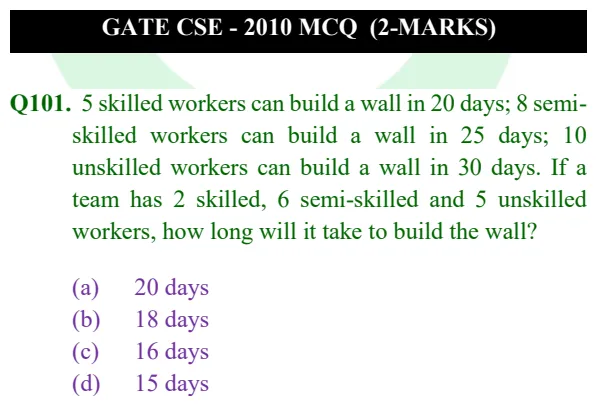 GATE CSE - 2010 MCQ (2-MARKS)
Q101. 5 skilled workers can build a wall in 20 days; 8 semi-
skilled workers can build a wall in 25 days; 10
unskilled workers can build a wall in 30 days. If a
team has 2 skilled, 6 semi-skilled and 5 unskilled
workers, how long will it take to build the wall?
(a) 20 days
(b) 18 days
(c) 16 days
(d) 15 days